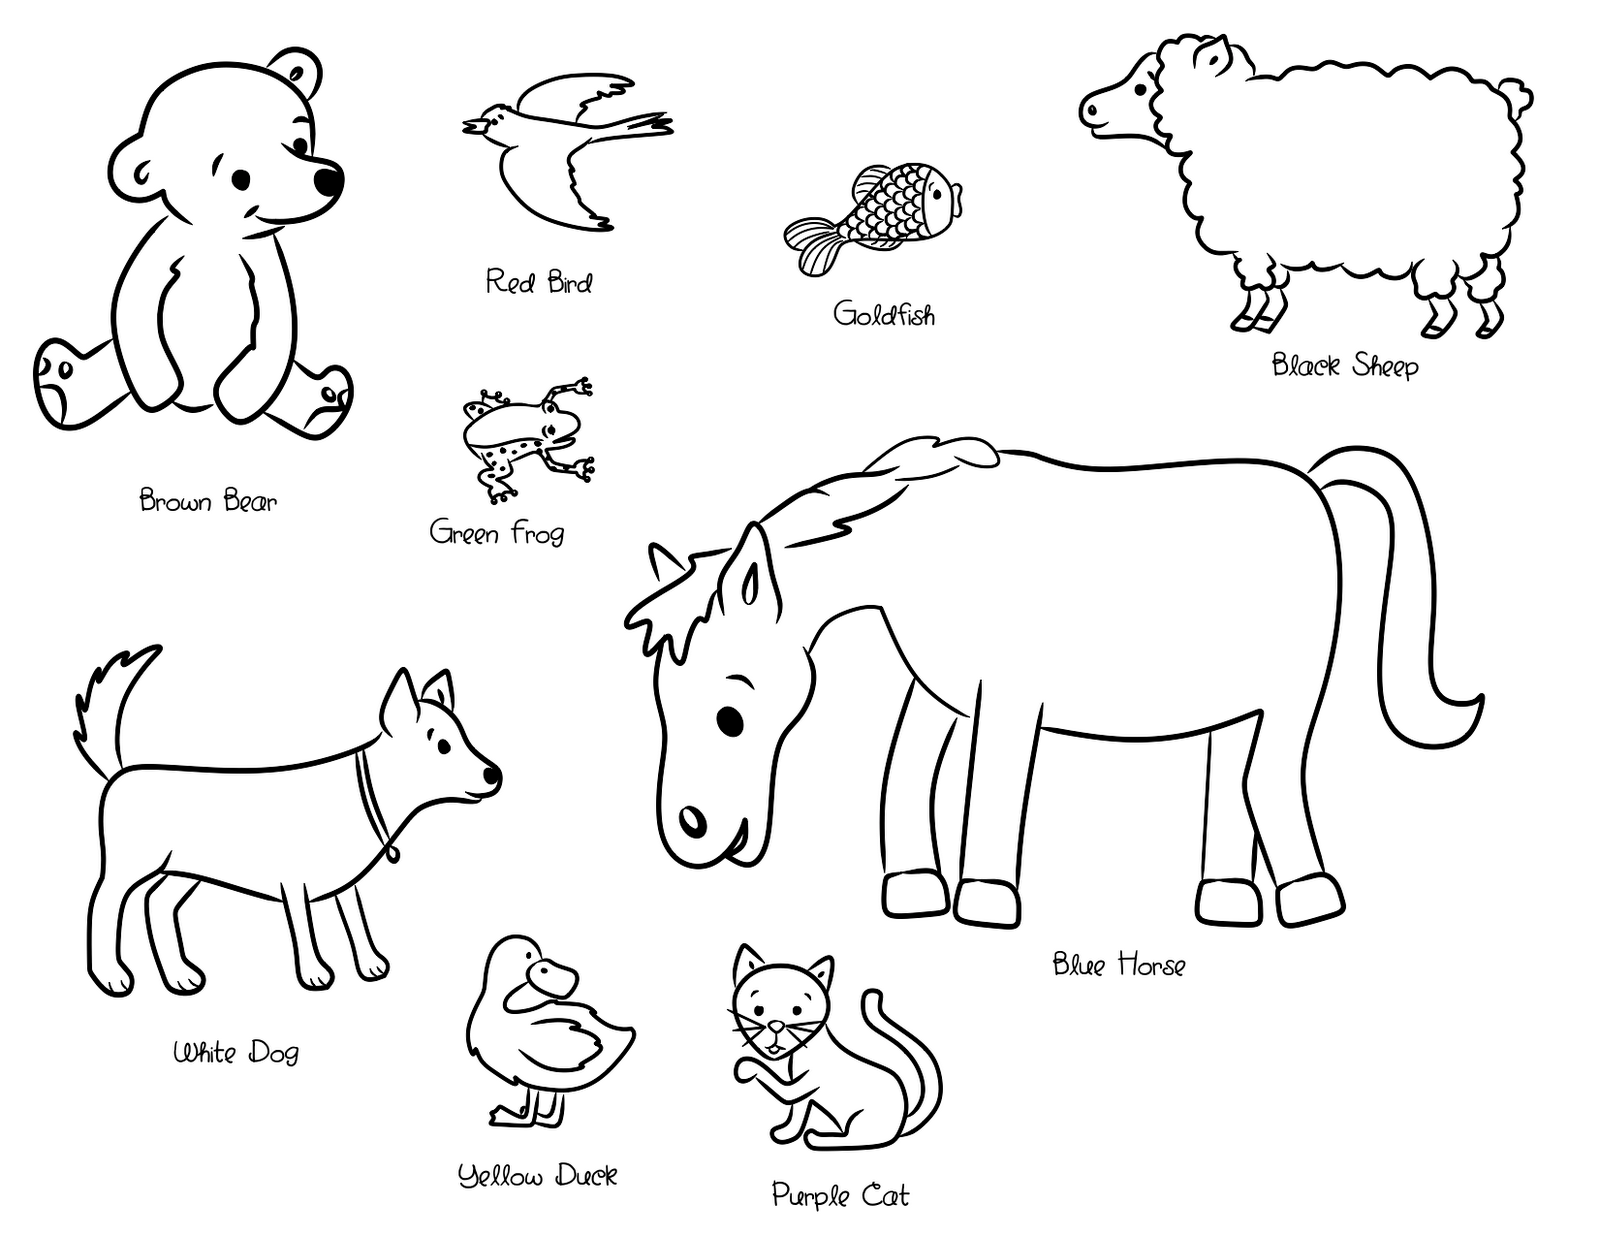 Red Bird
Goldfish
Black Sheep
Brown Bear
Green frog
Blue Horse
White Dog
Yellow Duck
Purple Cat